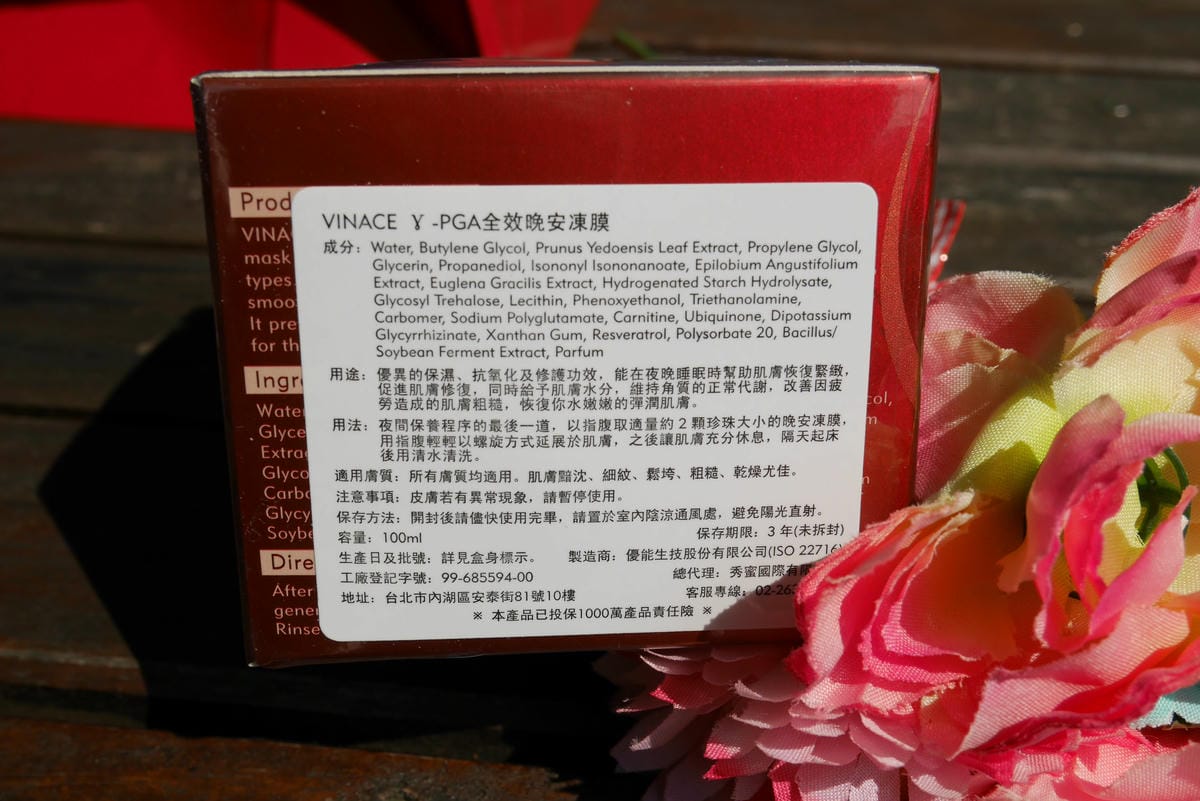 Prod
VINA
mask
types.
smoo
It pre
for th
Ingre
Wate
Glyce
Extra
Glyco
Carb
Glyc
Soyb
Dire
After
gene
Rinse
VINACE γ -PGA全效晚安凍膜
成分：Water, Butylene Glycol, Prunus Yedoensis Leaf Extract, Propylene Glycol,
Glycerin, Propanediol, Isononyl Isononanoate, Epilobium Angustifolium
Extract, Euglena Gracilis Extract, Hydrogenated Starch Hydrolysate,
Glycosyl Trehalose, Lecithin, Phenoxyethanol, Triethanolamine,
Carbomer, Sodium Polyglutamate, Carnitine, Ubiquinone, Dipotassium
Glycyrrhizinate, Xanthan Gum, Resveratrol, Polysorbate 20, Bacillus/
Soybean Ferment Extract, Parfum
用途：優異的保濕、抗氧化及修護功效，能在夜晚睡眠時幫助肌膚恢復緊緻，
促進肌膚修復，同時給予肌膚水分，維持角質的正常代謝，改善因疲
勞造成的肌膚粗糙，恢復你水嫩嫩的彈潤肌膚。
用法：夜間保養程序的最後一道，以指腹取適量約２顆珍珠大小的晚安凍膜，
用指腹輕輕以螺旋方式延展於肌膚，之後讓肌膚充分休息，隔天起床
後用清水清洗。
適用膚質：所有膚質均適用。肌膚黯沈、細紋、鬆垮、粗糙、乾燥尤佳。
注意事項：皮膚若有異常現象，請暫停使用。
保存方法：開封後請儘快使用完畢，請置於室內陰涼通風處，避免陽光直射。
容量：100ml 保存期限：3 年(未拆封)
生產日及批號：詳見盒身標示。 製造商：優能生技股份有限公司(ISO 22716)
工廠登記字號：99-685594-00 總代理：秀蜜國際有限
地址：台北市內湖區安泰街81號10樓 客服專線：02-263
※ 本產品已投保1000萬產品責任險 ※